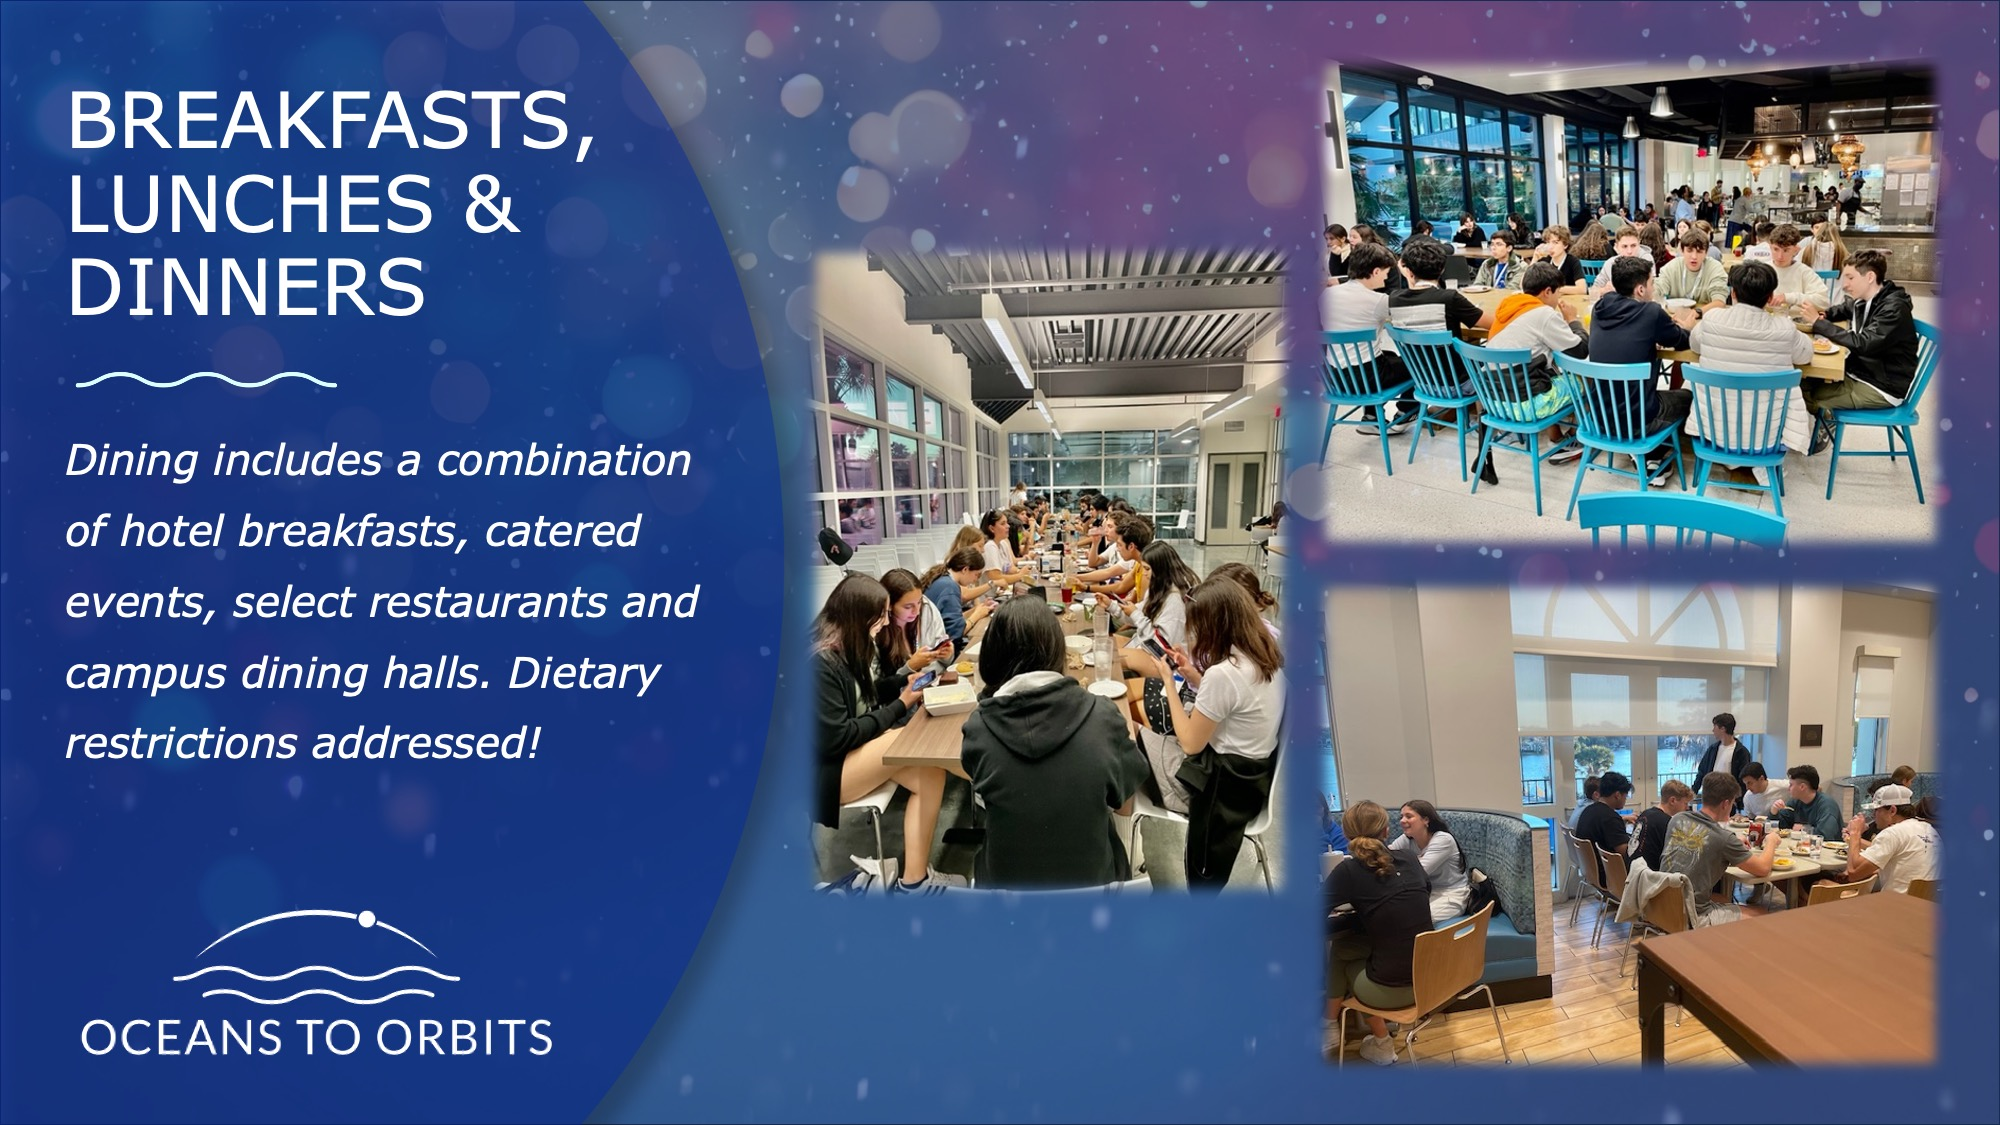 BREAKFASTS,
LUNCHES &
DINNERS
Dining includes a combination
of hotel breakfasts, catered
events, select restaurants and
campus dining halls. Dietary
restrictions addressed!
OCEANS TO ORBITS